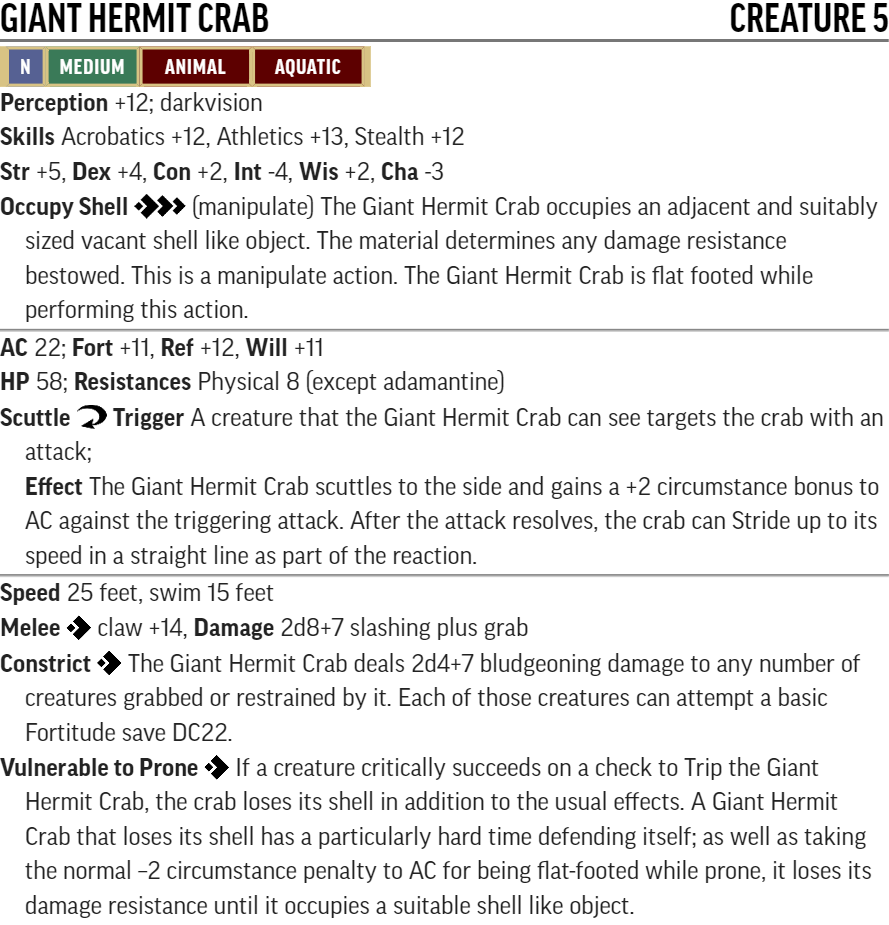 GIANT HERMIT CRAB CREATURE 5
N MEDIUM ANIMAL AQUATIC
Perception +12; darkvision
Skills Acrobatics +12, Athletics +13, Stealth +12
Str +5, Dex +4, Con +2, Int -4, Wis +2, Cha -3
Occupy Shell (manipulate) The Giant Hermit Crab occupies an adjacent and suitably
sized vacant shell like object. The material determines any damage resistance
bestowed. This is a manipulate action. The Giant Hermit Crab is flat footed while
performing this action.
AC 22; Fort +11, Ref +12, Will +11
HP 58; Resistances Physical 8 (except adamantine)
Scuttle Trigger A creature that the Giant Hermit Crab can see targets the crab with an
attack;
Effect The Giant Hermit Crab scuttles to the side and gains a +2 circumstance bonus to
AC against the triggering attack. After the attack resolves, the crab can Stride up to its
speed in a straight line as part of the reaction.
Speed 25 feet, swim 15 feet
Melee claw +14, Damage 2d8+7 slashing plus grab
Constrict The Giant Hermit Crab deals 2d4+7 bludgeoning damage to any number of
creatures grabbed or restrained by it. Each of those creatures can attempt a basic
Fortitude save DC22.
Vulnerable to Prone If a creature critically succeeds on a check to Trip the Giant
Hermit Crab, the crab loses its shell in addition to the usual effects. A Giant Hermit
Crab that loses its shell has a particularly hard time defending itself; as well as taking
the normal –2 circumstance penalty to AC for being flat-footed while prone, it loses its
damage resistance until it occupies a suitable shell like object.